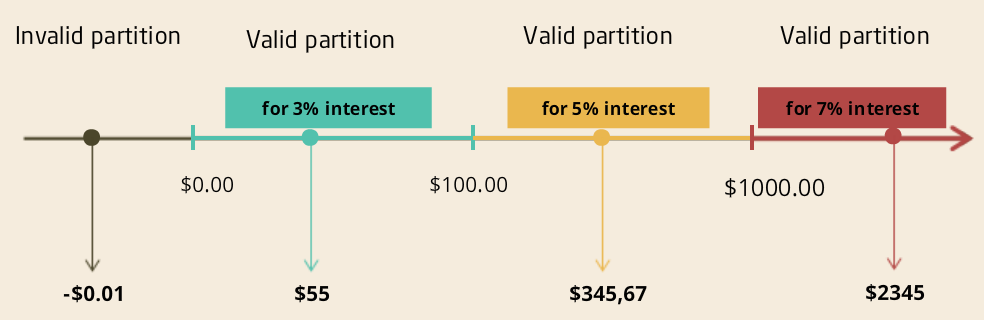 Invalid partition
Valid partition
Valid partition
Valid partition
for 3% interest
for 5% interest
for 7% interest
$0.00
$100.00
$1000.00
-$0.01
$55
$345,67
$2345